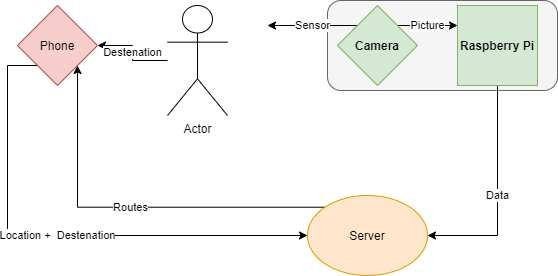 Phone
Destenation
Actor
Sensor
Camera
Picture
Raspberry Pi
Routes
Data
Location +  Destenation
Server